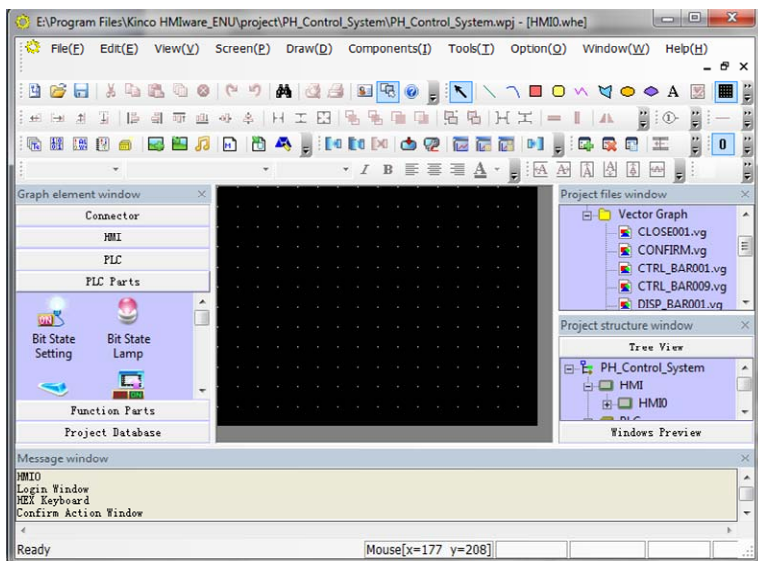 E:\Program Files\Kinco HMIware_ENU\project\PH_Control_System\PH_Control_System.wpj - [HMI0.whe]
File(F) Edit(E) View(V) Screen(P) Draw(D) Components(I) Tools(T) Option(O) Window(W) Help(H)
A
I B A
0
Graph element window
Connector
HMI
PLC
PLC Parts
Bit State Setting
Bit State Lamp
Function Parts
Project Database
Project files window
Vector Graph
CLOSE001.vg
CONFIRM.vg
CTRL_BAR001.vg
CTRL_BAR009.vg
DISP_BAR001.vg
Project structure window
Tree View
PH_Control_System
HMI
HMI0
PLC
Windows Preview
Message window
HMI0
Login Window
HEX Keyboard
Confirm Action Window
Ready
Mouse[x=177 y=208]